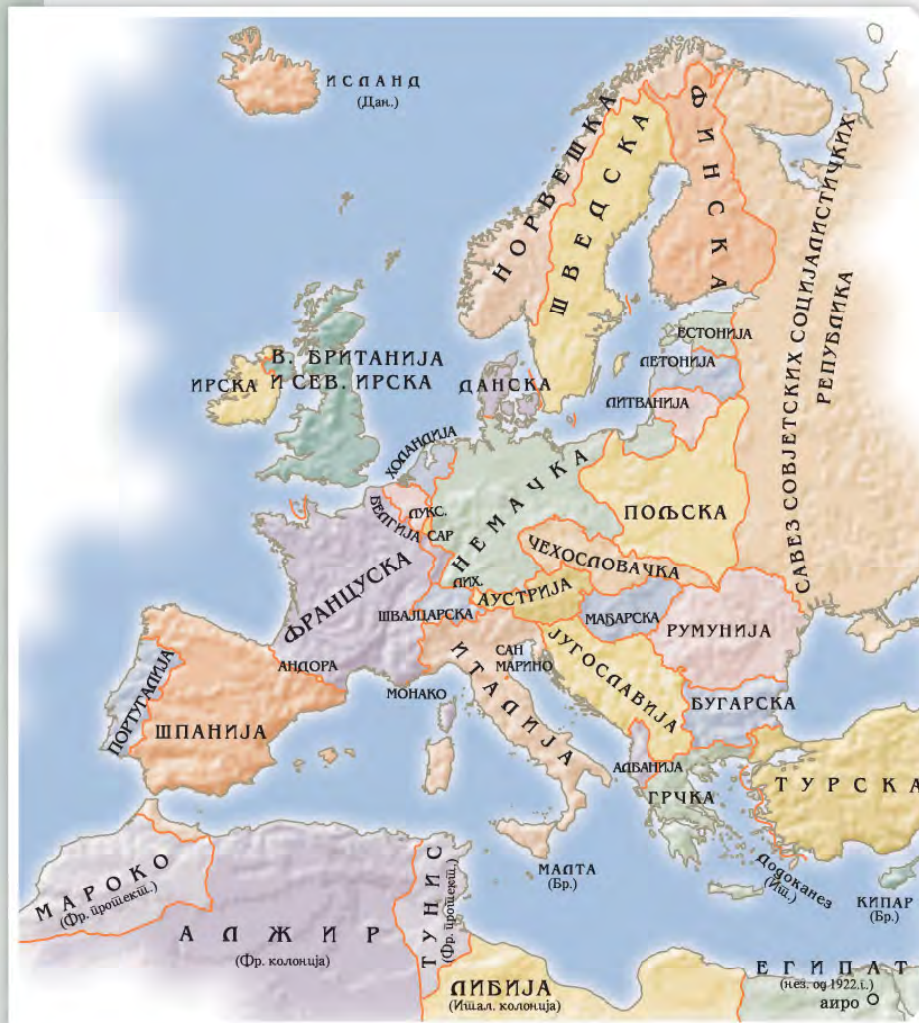 ИСЛАНД
(Дан.)
НОРВЕШКА
ШВЕДСКА
ФИНСКА
САВЕЗ СОВЈЕТСКИХ СОЦИЈАЛИСТИЧКИХ
РЕПУБЛИКА
ЕСТОНИЈА
ЛЕТОНИЈА
ЛИТВАНИЈА
ИРСКА
В. БРИТАНИЈА
И СЕВ. ИРСКА
ДАНСКА
ХОЛАНДИЈА
БЕЛГИЈА
ЛУКС.
САР
НЕМАЧКА
ПОЉСКА
ЧЕХОСЛОВАЧКА
ФРАНЦУСКА
ЛИХ.
АУСТРИЈА
ШВАЈЦАРСКА
МАЂАРСКА
РУМУНИЈА
ИТАЛИЈА
САН
МАРИНО
ЈУГОСЛАВИЈА
АНДОРА
МОНАКО
БУГАРСКА
ПОРТУГАЛИЈА
ШПАНИЈА
АЛБАНИЈА
ГРЧКА
ТУРСКА
МАЛТА
(Бр.)
Додоканез
(Ит.)
КИПАР
(Бр.)
МАРОКО
(Фр. протект.)
АЛЖИР
(Фр. колонија)
ТУНИС
(Фр. протект.)
ЛИБИЈА
(Итал. колонија)
ЕГИПАТ
(нез. од 1922.г.)
аиро